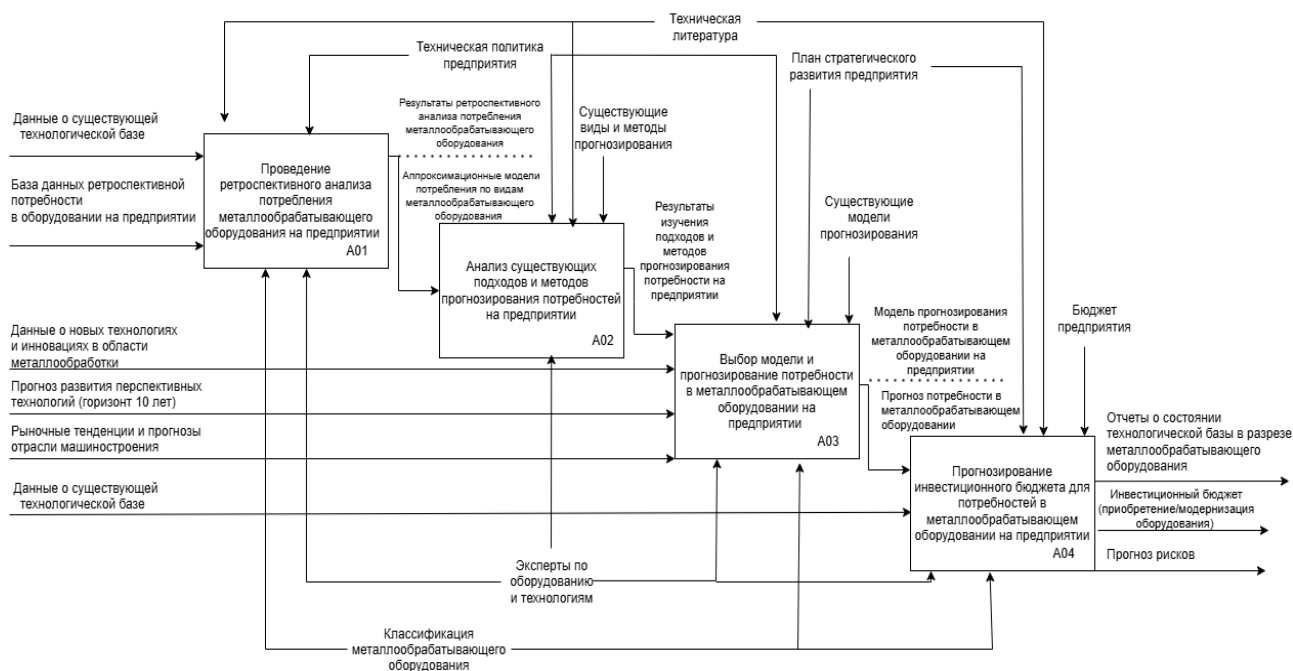 Техническая
литература
Техническая политика
предприятия
План стратегического
развития предприятия
Результаты ретроспективного
анализа потребления
металлообрабатывающего
оборудования
Существующие
виды и методы
прогнозирования
Данные о существующей
технологической базе
Проведение
ретроспективного анализа
потребления
металлообрабатывающего
оборудования на предприятии
A01
База данных ретроспективной
потребности
в оборудовании на предприятии
Аппроксимационные модели
потребления по видам
металлообрабатывающего
оборудования
Результаты
изучения
подходов и
методов
прогнозирования
потребности на
предприятии
Существующие
модели
прогнозирования
Анализ существующих
подходов и методов
прогнозирования потребностей
на предприятии
A02
Данные о новых технологиях
и инновациях в области
металлообработки
Модель прогнозирования
потребности в
металлообрабатывающем
оборудовании на
предприятии
Бюджет
предприятия
Выбор модели и
прогнозирование потребности
в металлообрабатывающем
оборудовании на
предприятии
A03
Прогноз развития перспективных
технологий (горизонт 10 лет)
Прогноз потребности в
металлообрабатывающем
оборудовании
Рыночные тенденции и прогнозы
отрасли машиностроения
Отчеты о состоянии
технологической базы в разрезе
металлообрабатывающего
оборудования
Данные о существующей
технологической базе
Прогнозирование
инвестиционного бюджета для
потребностей в
металлообрабатывающем
оборудовании на предприятии
A04
Инвестиционный бюджет
(приобретение/модернизация
оборудования)
Прогноз рисков
Эксперты по
оборудованию
и технологиям
Классификация
металлообрабатывающего
оборудования